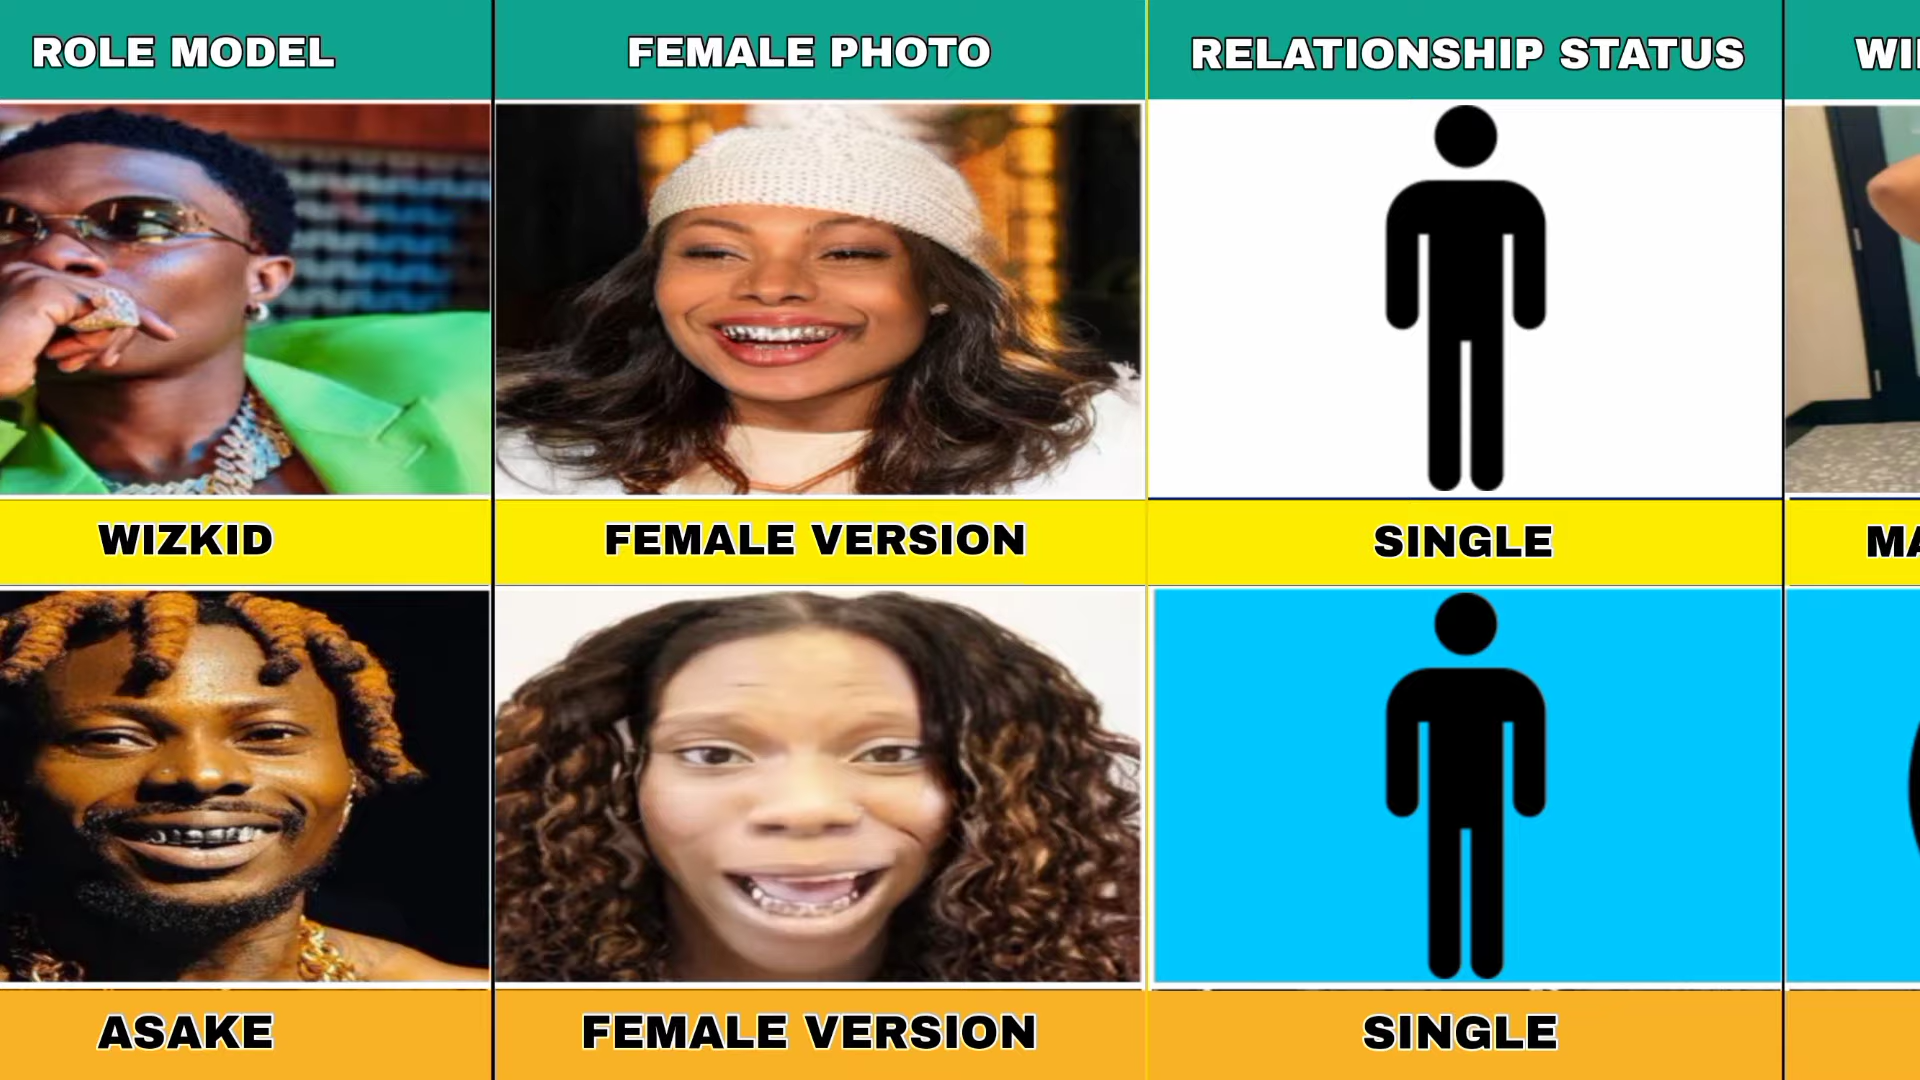 ROLE MODEL
FEMALE PHOTO
RELATIONSHIP STATUS
WIZKID
FEMALE VERSION
SINGLE
ASAKE
FEMALE VERSION
SINGLE